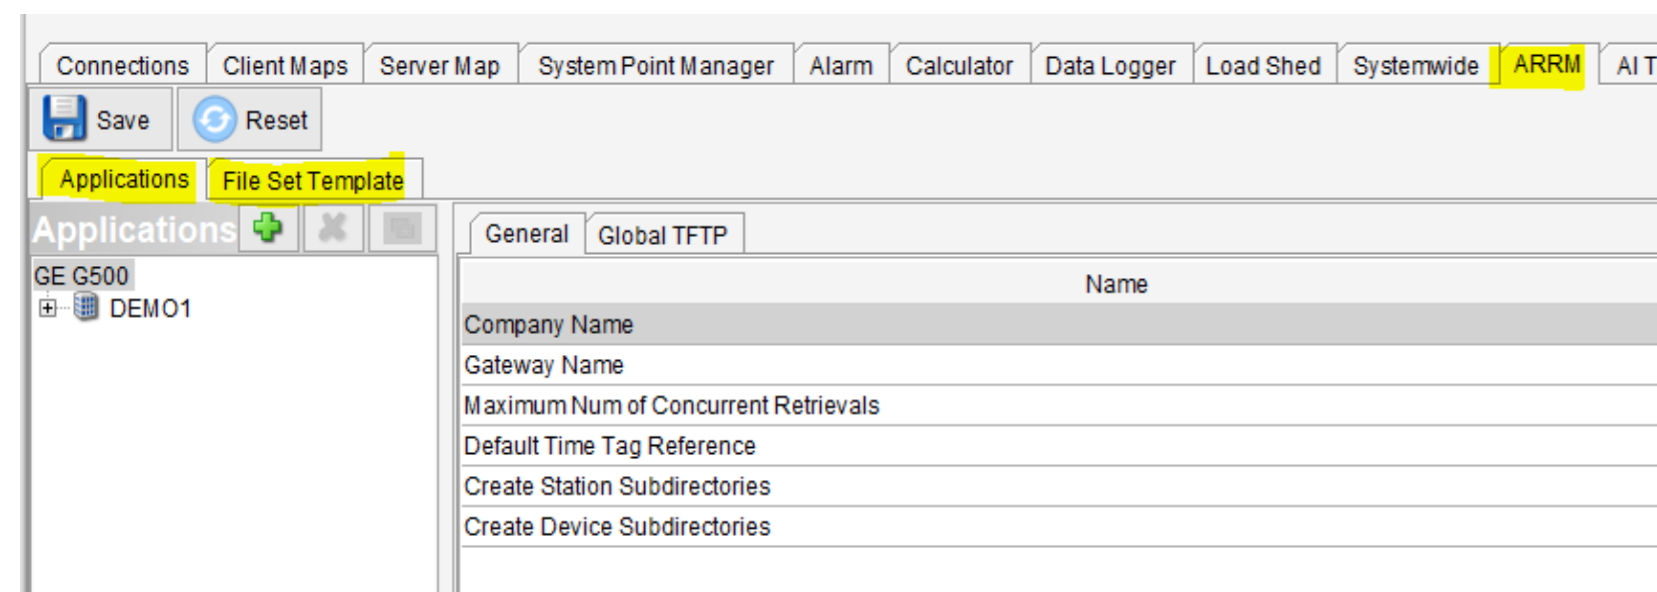 Connections Client Maps Server Map System Point Manager Alarm Calculator Data Logger Load Shed Systemwide ARRM AI T
Save Reset
Applications File Set Template
Applications General Global TFTP
GE G500 Name
DEMO1
Company Name
Gateway Name
Maximum Num of Concurrent Retrievals
Default Time Tag Reference
Create Station Subdirectories
Create Device Subdirectories